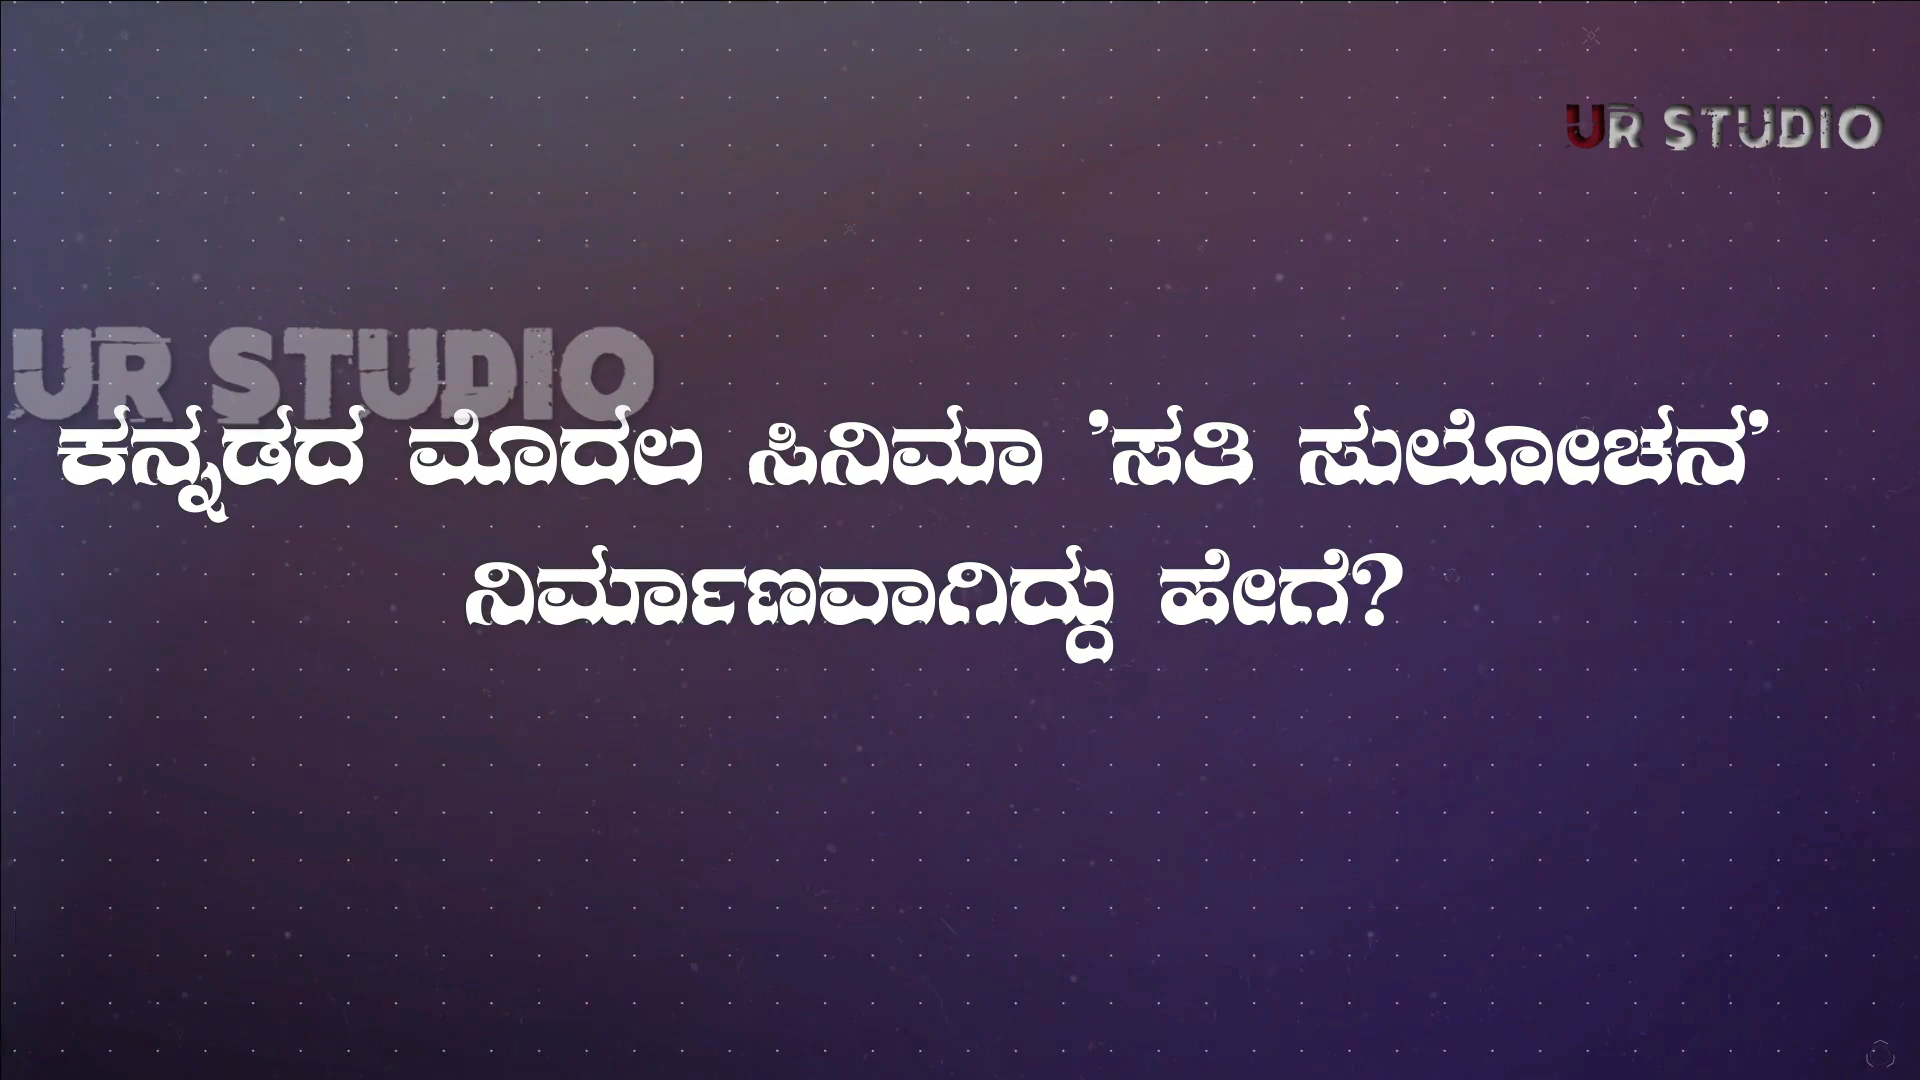 UR STUDIO
UR STUDIO
ಕನ್ನಡದ ಮೊದಲ ಸಿನಿಮಾ 'ಸತಿ ಸುಲೋಚನ'
ನಿರ್ಮಾಣವಾಗಿದ್ದು ಹೇಗೆ?